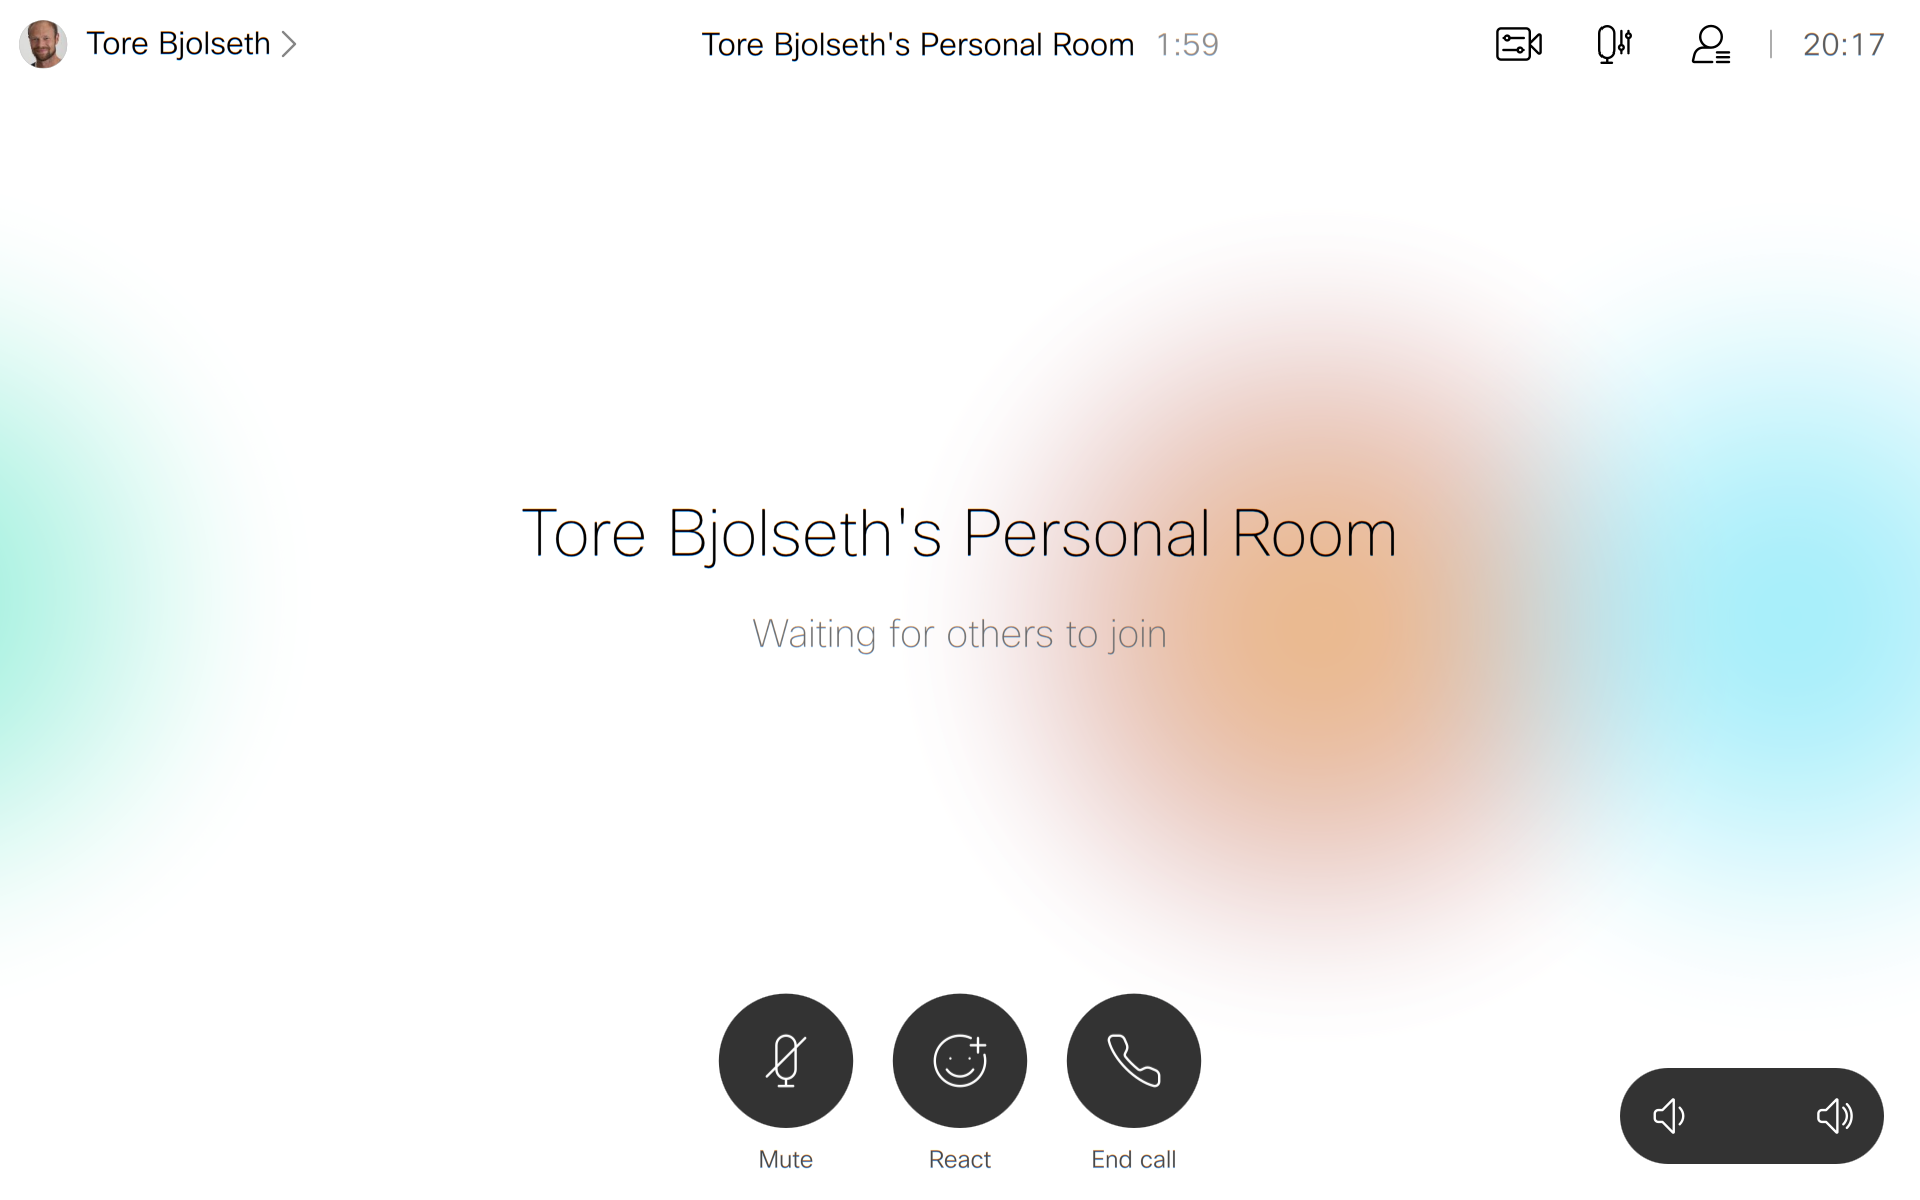 Tore Bjolseth
Tore Bjolseth's Personal Room 1:59
20:17
Tore Bjolseth's Personal Room
Waiting for others to join
Mute
React
End call